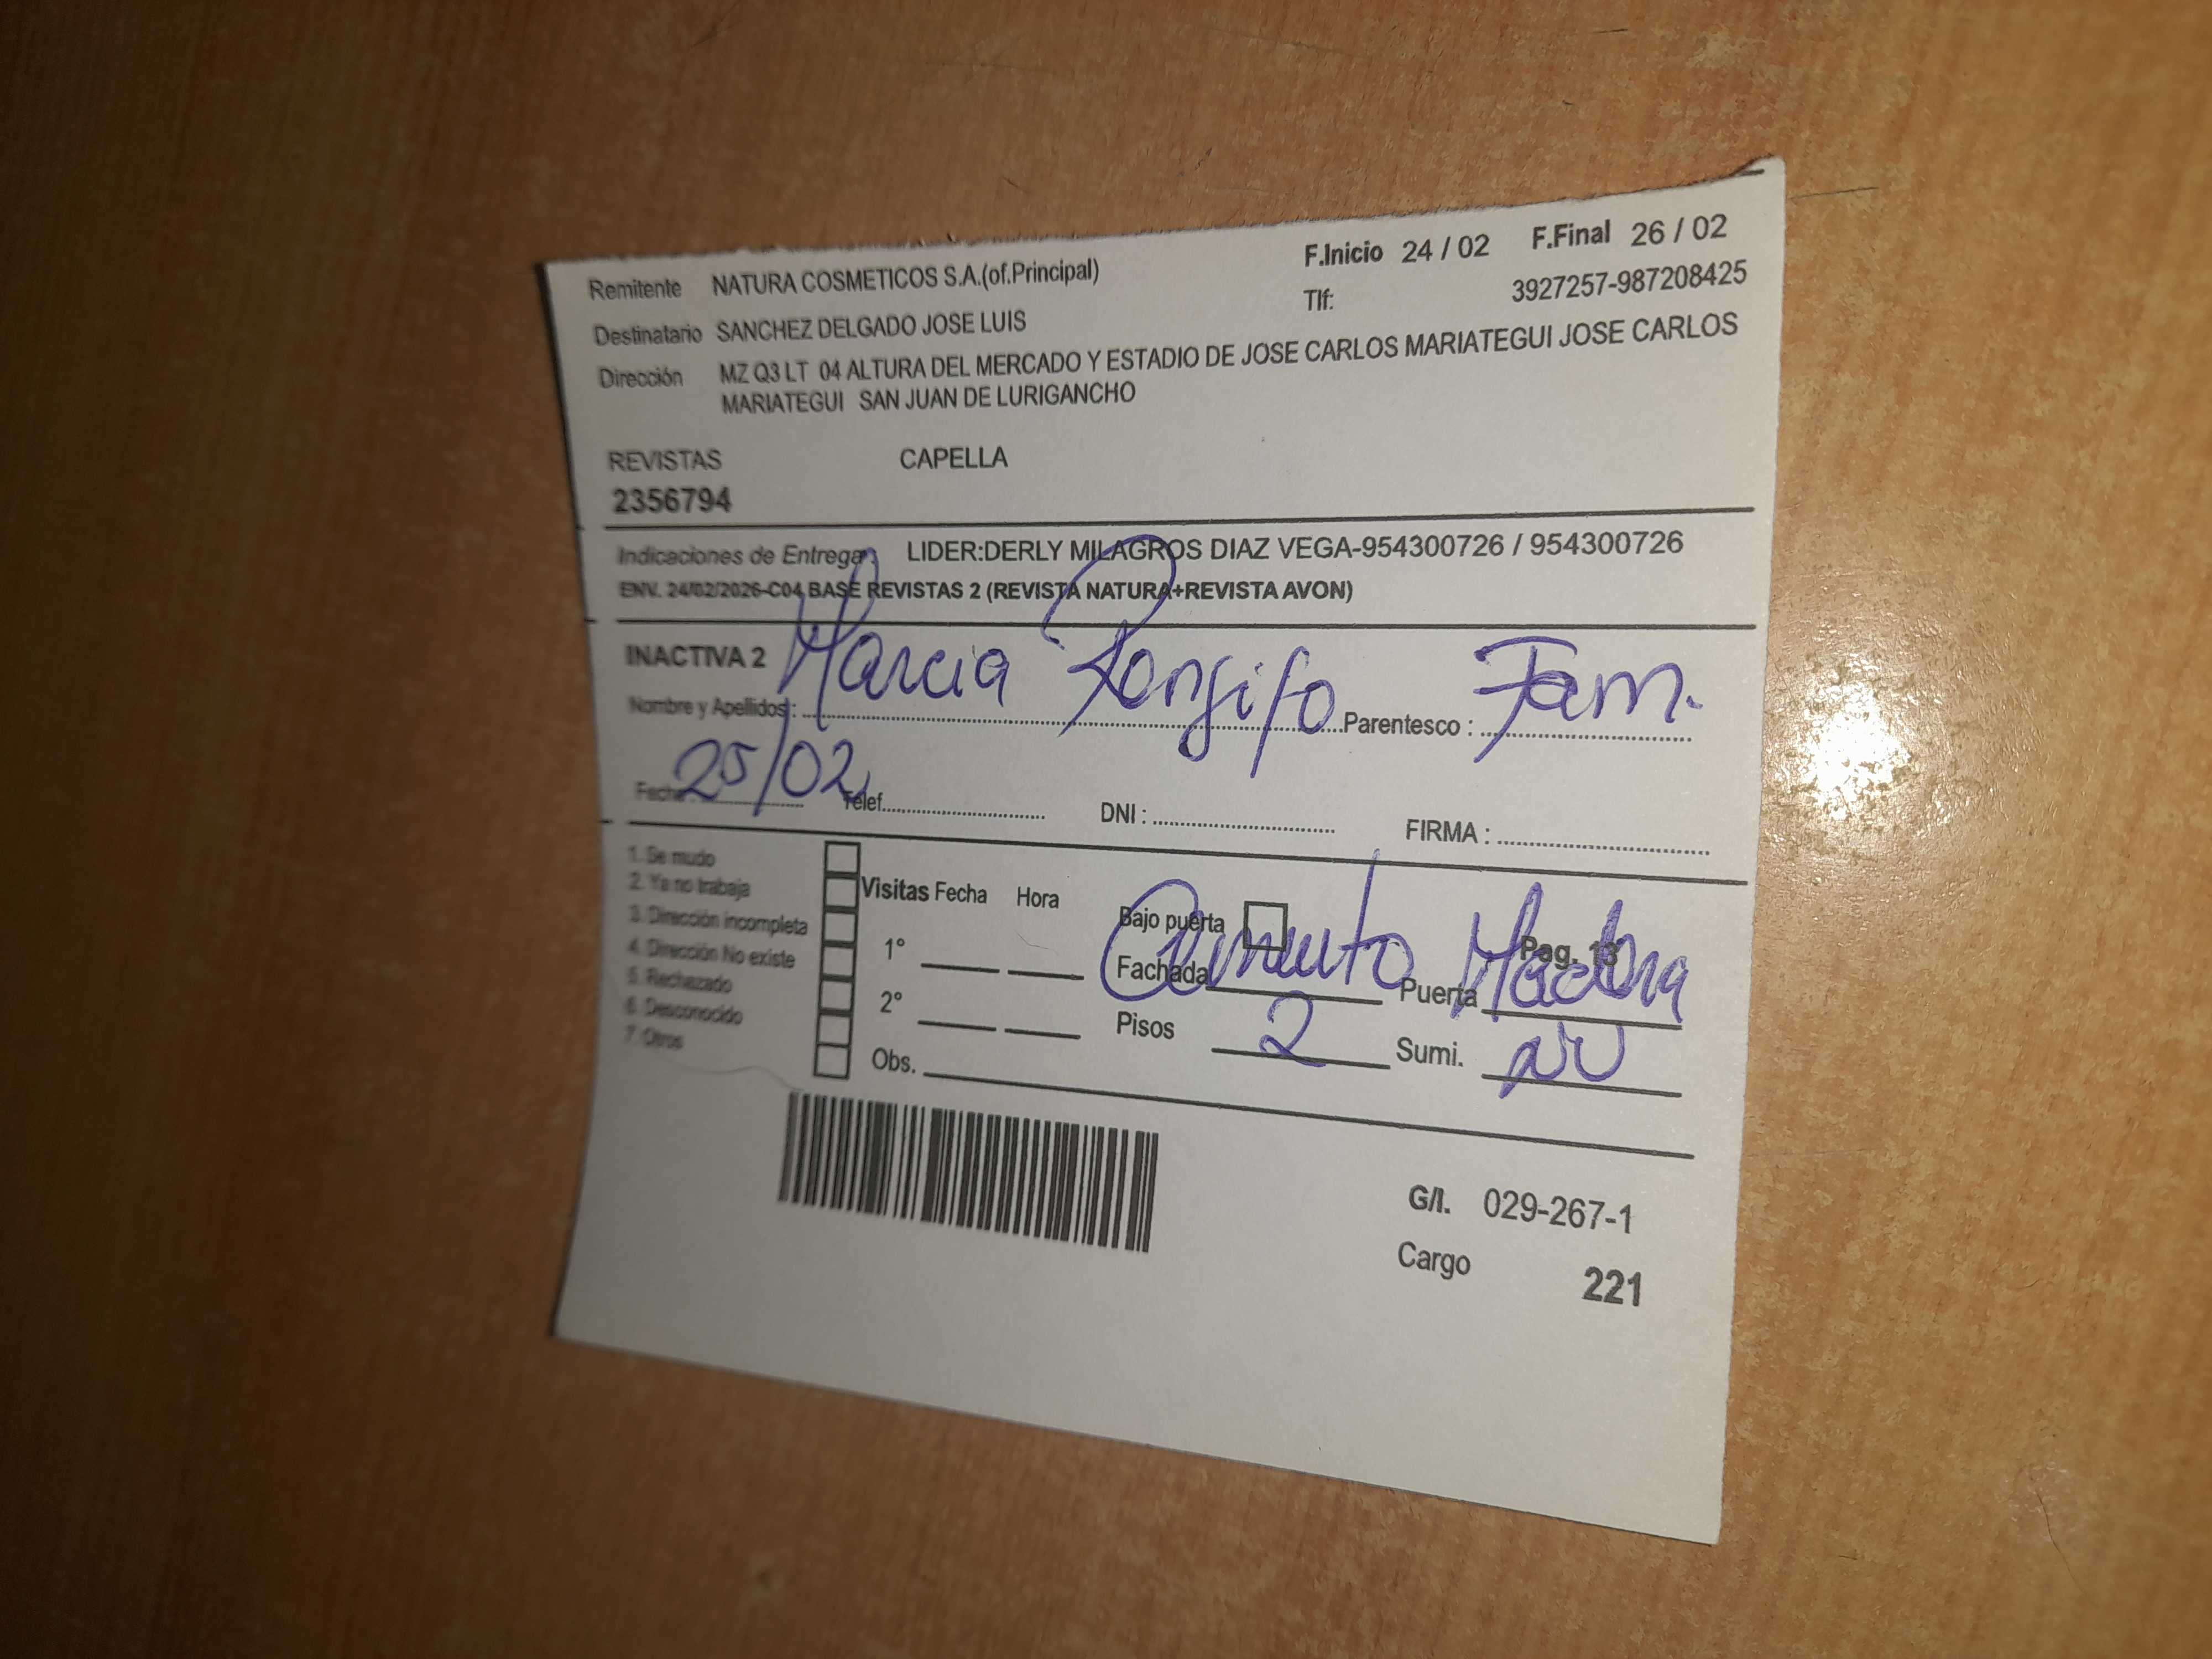 F.Inicio 24 / 02 F.Final 26 / 02
Remitente NATURA COSMETICOS S.A.(of.Principal) Tlf: 3927257-987208425
Destinatario SANCHEZ DELGADO JOSE LUIS
Dirección MZ Q3 LT 04 ALTURA DEL MERCADO Y ESTADIO DE JOSE CARLOS MARIATEGUI JOSE CARLOS
MARIATEGUI SAN JUAN DE LURIGANCHO
REVISTAS CAPELLA
2356794
Indicaciones de Entrega: LIDER:DERLY MILAGROS DIAZ VEGA-954300726 / 954300726
ENV. 24/02/2026-C04 BASE REVISTAS 2 (REVISTA NATURA+REVISTA AVON)
INACTIVA 2
Nombre y Apellidos: Marcia Rengifo Parentesco : Fam.
Fecha: 25/02 Telef. DNI : FIRMA :
1. Se mudo
2. Ya no trabaja Visitas Fecha Hora
3. Dirección incompleta 1° Bajo puerta Pag. 13
4. Dirección No existe Fachada Cemento Puerta Madera
5. Rechazado 2° Pisos 2 Sumi.
6. Desconocido
7. Otros Obs.
G/I. 029-267-1
Cargo 221